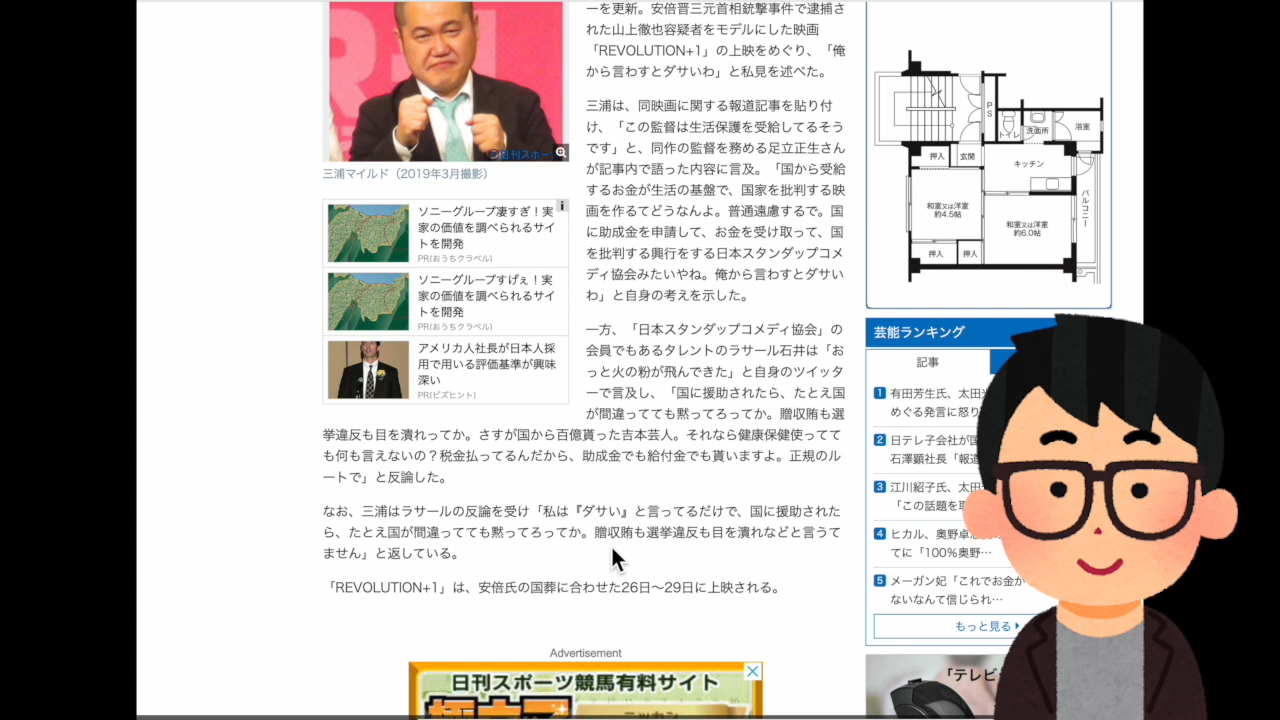 三浦マイルド（2019年3月撮影）
ソニーグループ凄すぎ！実
家の価値を調べられるサイ
トを開発
PR(おうちクラベル)
ソニーグループすげぇ！実
家の価値を調べられるサイ
トを開発
PR(おうちクラベル)
アメリカ人社長が日本人採
用で用いる評価基準が興味
深い
PR(ビズヒント)
ーを更新。安倍晋三元首相銃撃事件で逮捕さ
れた山上徹也容疑者をモデルにした映画
「REVOLUTION+1」の上映をめぐり、「俺
から言わすとダサいわ」と私見を述べた。
三浦は、同映画に関する報道記事を貼り付
け、「この監督は生活保護を受給してるそう
です」と、同作の監督を務める足立正生さん
が記事内で語った内容に言及。「国から受給
するお金が生活の基盤で、国家を批判する映
画を作るてどうなんよ。普通遠慮するで。国
に助成金を申請して、お金を受け取って、国
を批判する興行をする日本スタンダップコメ
ディ協会みたいやね。俺から言わすとダサい
わ」と自身の考えを示した。
一方、「日本スタンダップコメディ協会」の
会員でもあるタレントのラサール石井は「お
っと火の粉が飛んできた」と自身のツイッタ
ーで言及し、「国に援助されたら、たとえ国
が間違ってても黙ってろってか。贈収賄も選
挙違反も目を潰れってか。さすが国から百億貰った吉本芸人。それなら健康保健使ってて
も何も言えないの？税金払ってるんだから、助成金でも給付金でも貰いますよ。正規のル
ートで」と反論した。
なお、三浦はラサールの反論を受け「私は『ダサい』と言ってるだけで、国に援助された
ら、たとえ国が間違ってても黙ってろってか。贈収賄も選挙違反も目を潰れなどと言うて
ません」と返している。
「REVOLUTION+1」は、安倍氏の国葬に合わせた26日〜29日に上映される。
Advertisement
日刊スポーツ競馬有料サイト
PS
トイレ
洗面所
浴室
押入
玄関
キッチン
バルコニー
和室又は洋室
約4.5帖
和室又は洋室
約6.0帖
押入
押入
芸能ランキング
記事
1 有田芳生氏、太田
めぐる発言に怒り
2 日テレ子会社が
石澤顕社長「報道
3 江川紹子氏、太田
「この話題を
4 ヒカル、奥野卓
てに「100%奥野…
5 メーガン妃「これでお金か
ないなんて信じられ…
もっと見る
「テレビ